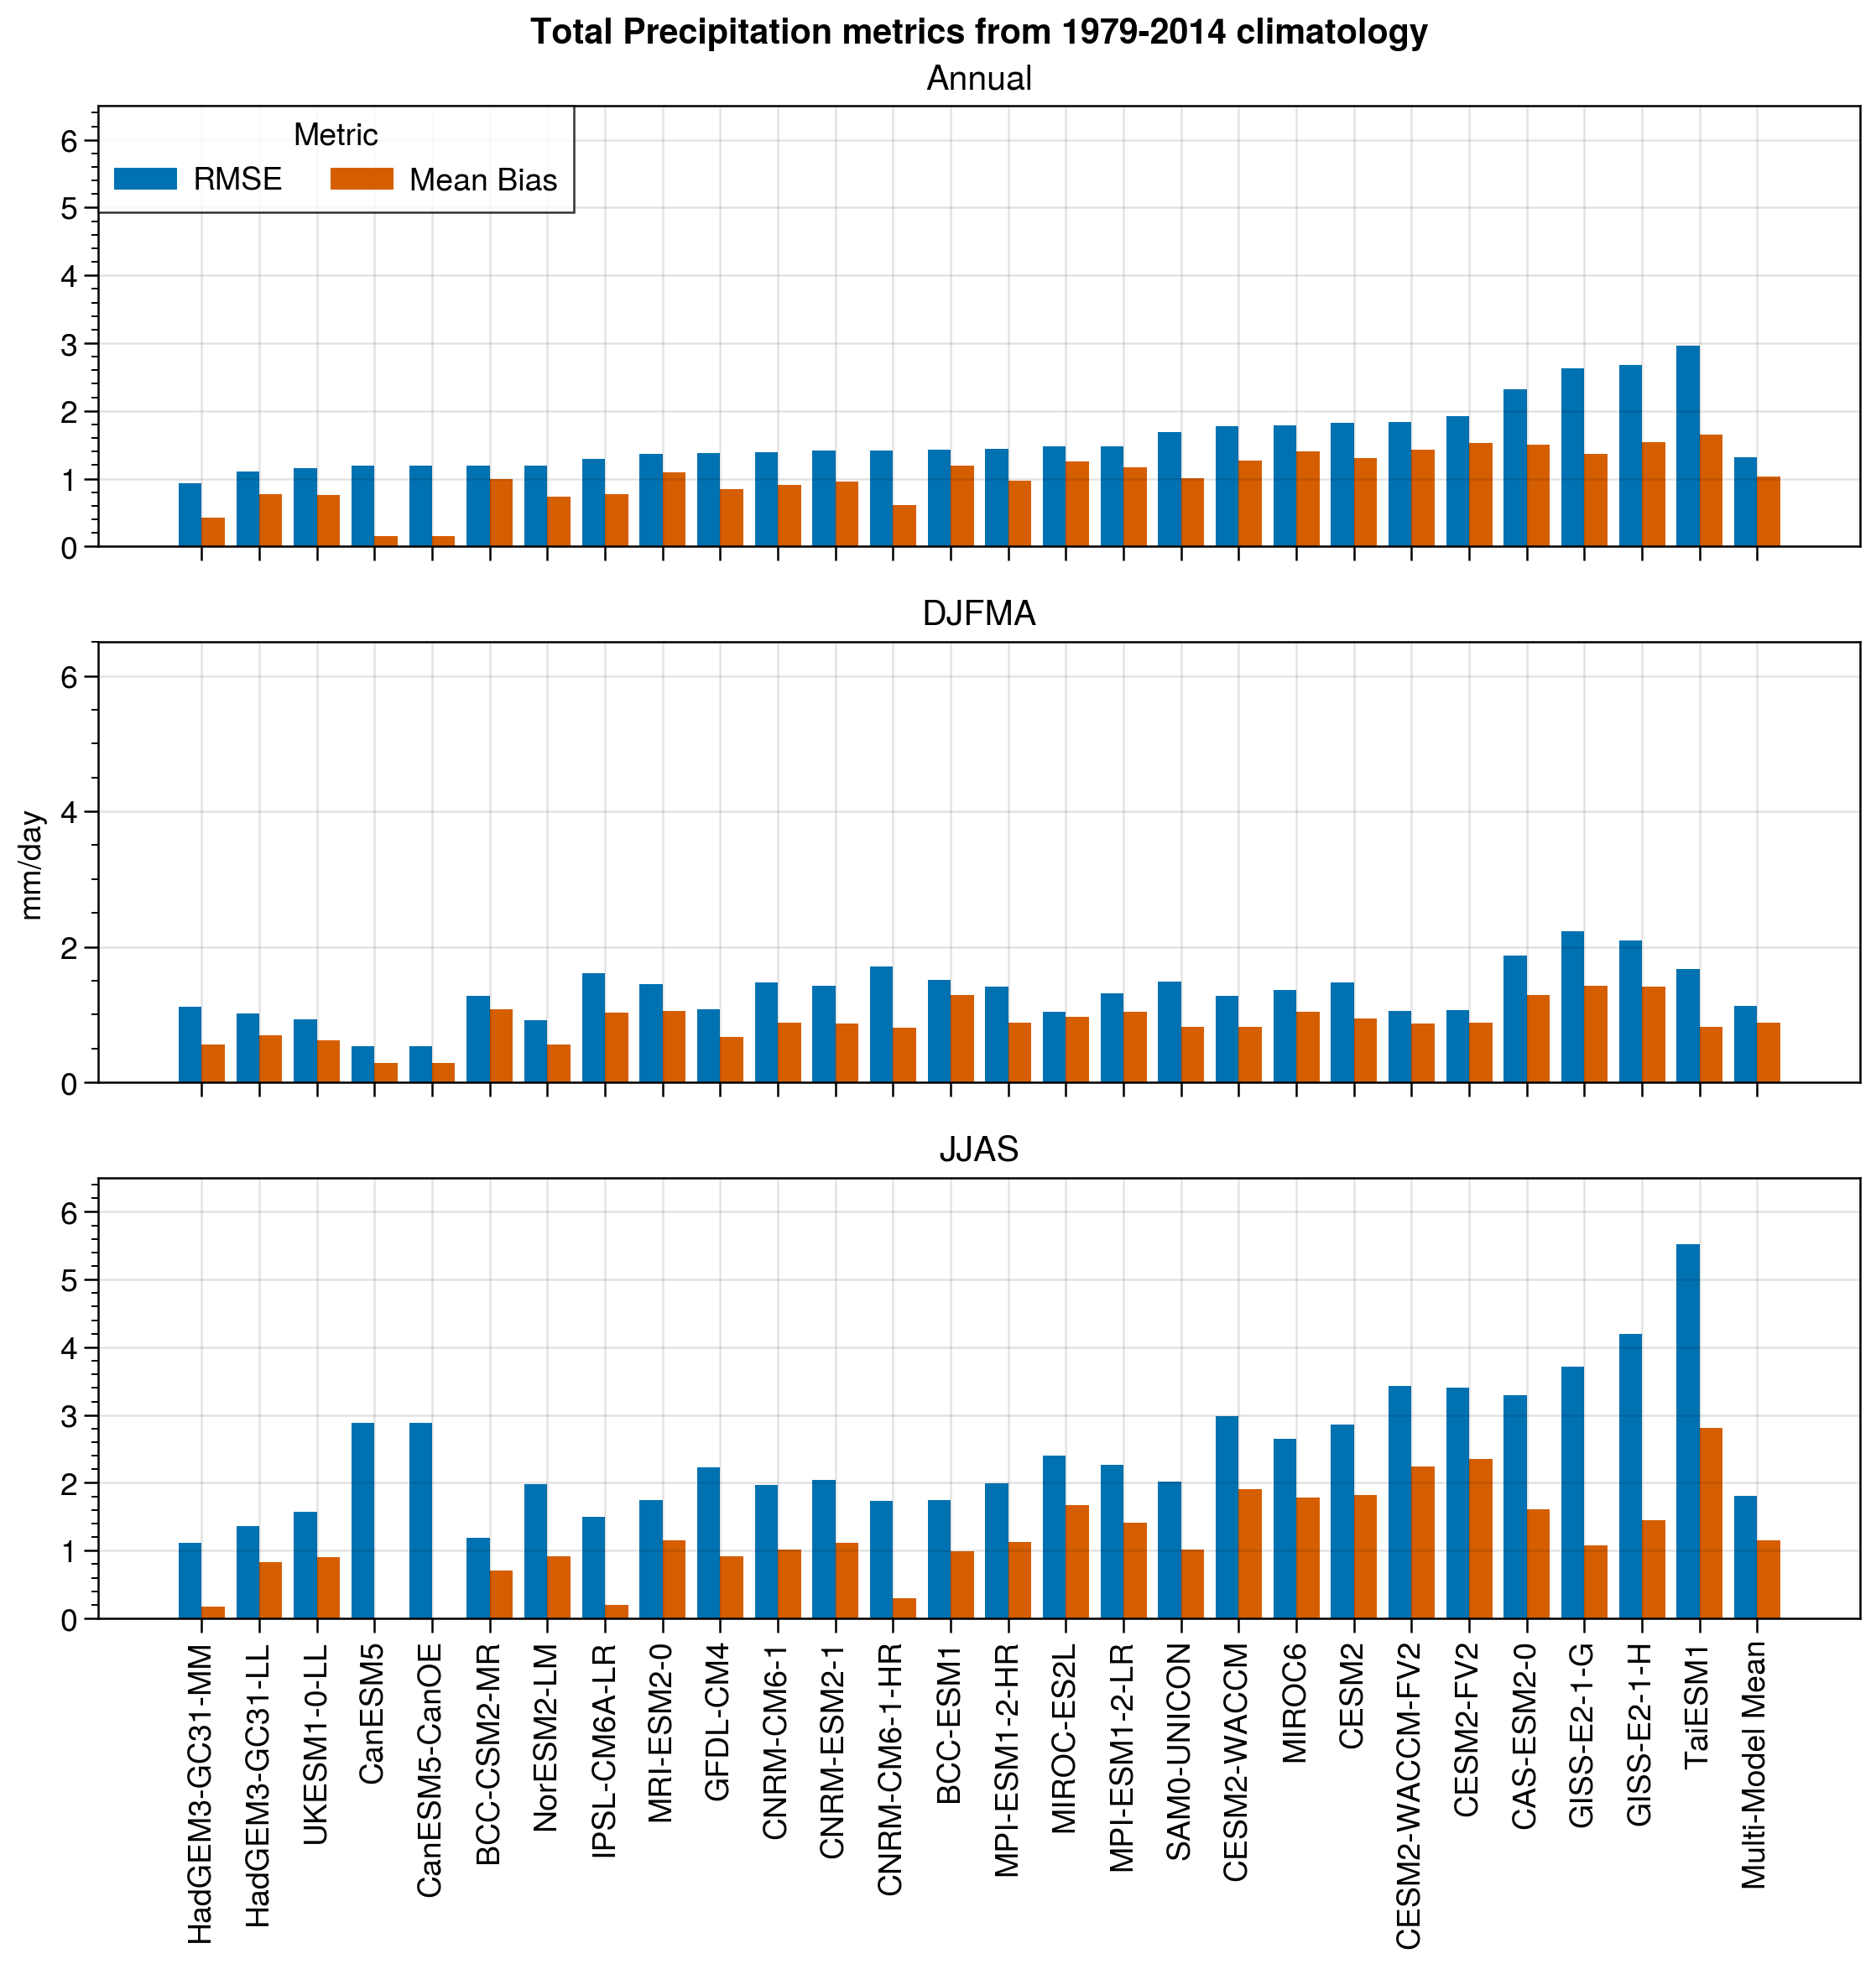 Total Precipitation metrics from 1979-2014 climatology
Annual
Metric
RMSE Mean Bias
6
5
4
3
2
1
0
DJFMA
mm/day
6
4
2
0
JJAS
6
5
4
3
2
1
0
HadGEM3-GC31-MM
HadGEM3-GC31-LL
UKESM1-0-LL
CanESM5
CanESM5-CanOE
BCC-CSM2-MR
NorESM2-LM
IPSL-CM6A-LR
MRI-ESM2-0
GFDL-CM4
CNRM-CM6-1
CNRM-ESM2-1
CNRM-CM6-1-HR
BCC-ESM1
MPI-ESM1-2-HR
MIROC-ES2L
MPI-ESM1-2-LR
SAM0-UNICON
CESM2-WACCM
MIROC6
CESM2
CESM2-WACCM-FV2
CESM2-FV2
CAS-ESM2-0
GISS-E2-1-G
GISS-E2-1-H
TaiESM1
Multi-Model Mean